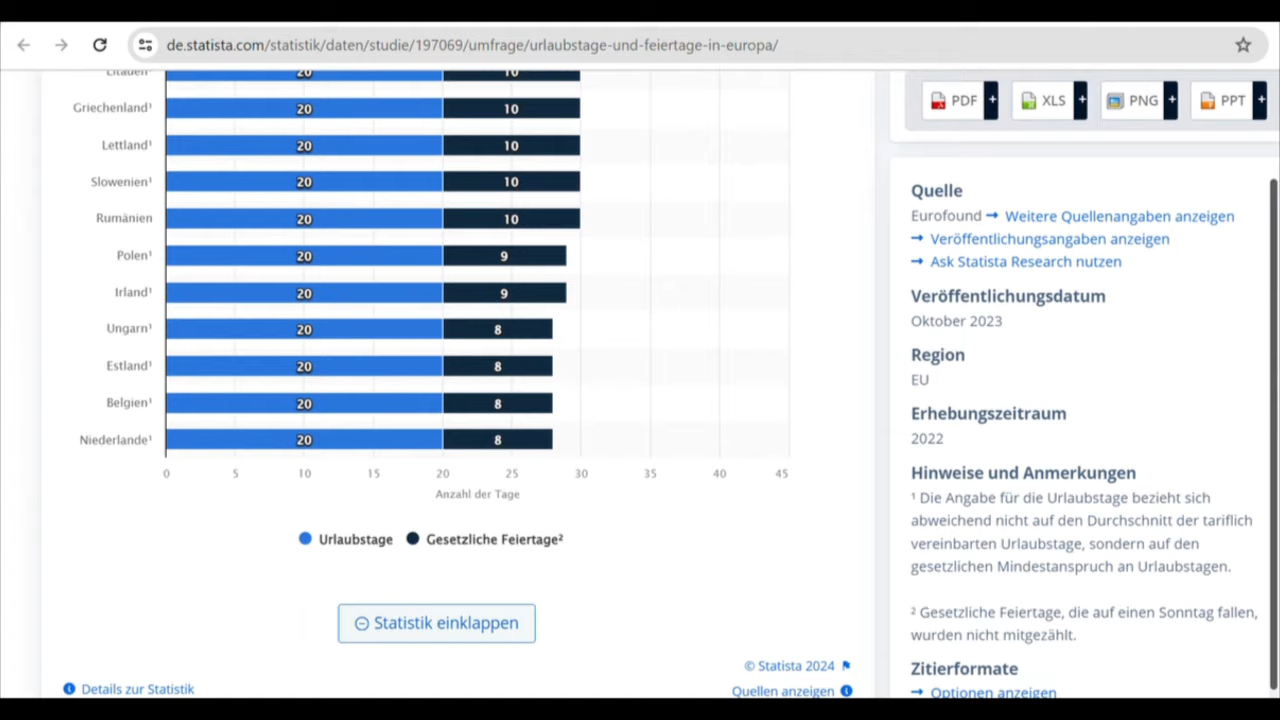 de.statista.com/statistik/daten/studie/197069/umfrage/urlaubstage-und-feiertage-in-europa/
Litauen¹ 20 10
Griechenland¹ 20 10
Lettland¹ 20 10
Slowenien¹ 20 10
Rumänien 20 10
Polen¹ 20 9
Irland¹ 20 9
Ungarn¹ 20 8
Estland¹ 20 8
Belgien¹ 20 8
Niederlande¹ 20 8
0 5 10 15 20 25 30 35 40 45
Anzahl der Tage
Urlaubstage Gesetzliche Feiertage²
Statistik einklappen
© Statista 2024
Details zur Statistik
Quellen anzeigen
PDF + XLS + PNG + PPT +
Quelle
Eurofound → Weitere Quellenangaben anzeigen
→ Veröffentlichungsangaben anzeigen
→ Ask Statista Research nutzen
Veröffentlichungsdatum
Oktober 2023
Region
EU
Erhebungszeitraum
2022
Hinweise und Anmerkungen
¹ Die Angabe für die Urlaubstage bezieht sich
abweichend nicht auf den Durchschnitt der tariflich
vereinbarten Urlaubstage, sondern auf den
gesetzlichen Mindestanspruch an Urlaubstagen.
² Gesetzliche Feiertage, die auf einen Sonntag fallen,
wurden nicht mitgezählt.
Zitierformate
→ Optionen anzeigen